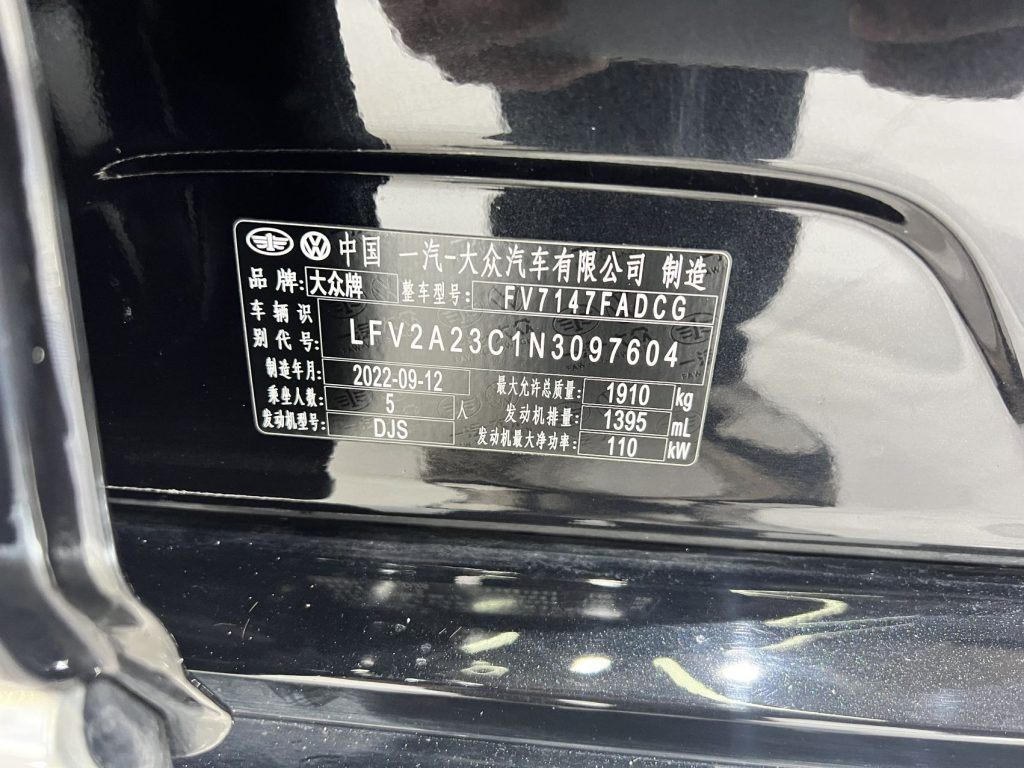 中国 一汽-大众汽车有限公司 制造
品牌: 大众牌 整车型号: FV7147FADCG
车辆识别代号: LFV2A23C1N3097604
制造年月: 2022-09-12 最大允许总质量: 1910 kg
乘坐人数: 5 人 发动机排量: 1395 mL
发动机型号: DJS 发动机最大净功率: 110 kW